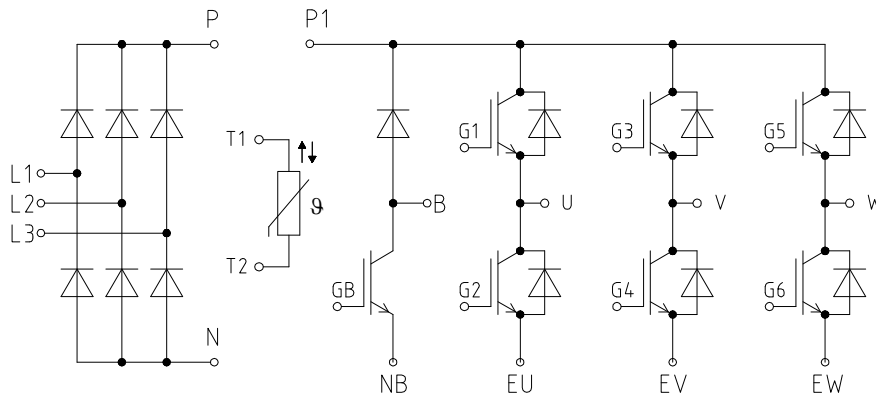 P P1
T1
G1 G3 G5
L1
L2
L3
ϑ
B U V W
T2
GB G2 G4 G6
N
NB EU EV EW